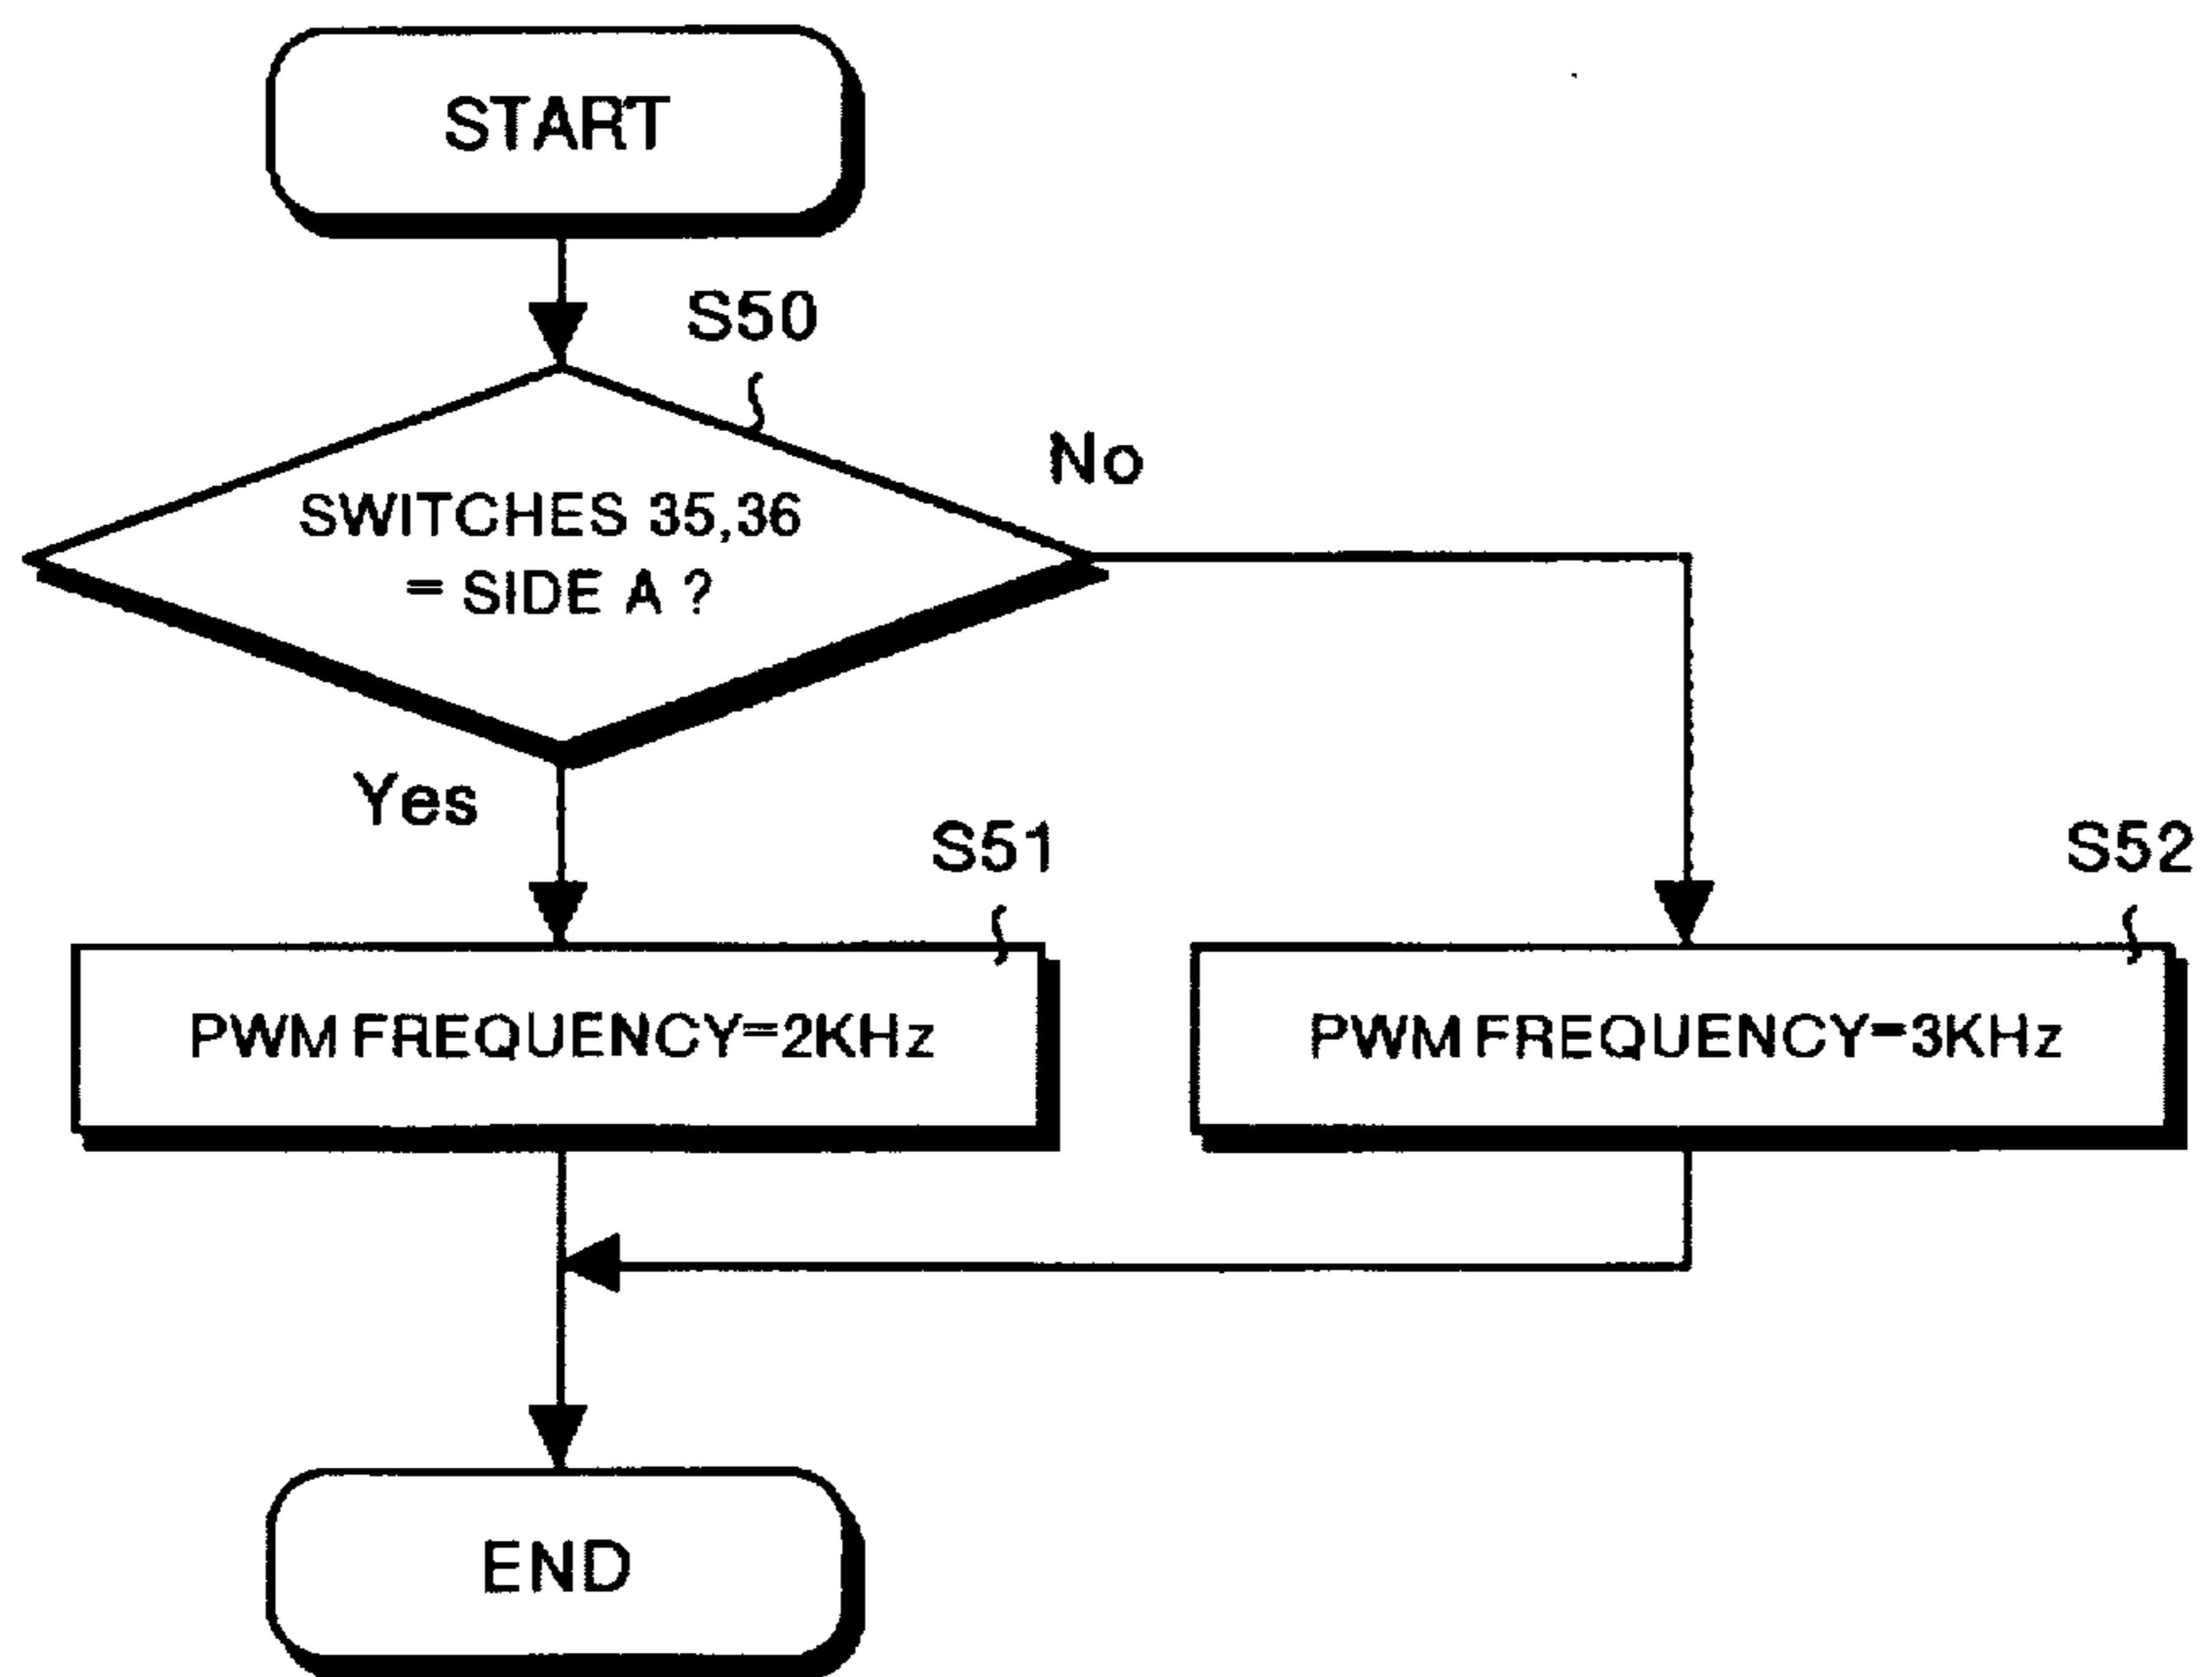 START
S50
No
SWITCHES 35,36
= SIDE A ?
Yes
S51
S52
PWM FREQUENCY=2KHz
PWM FREQUENCY=3KHz
END